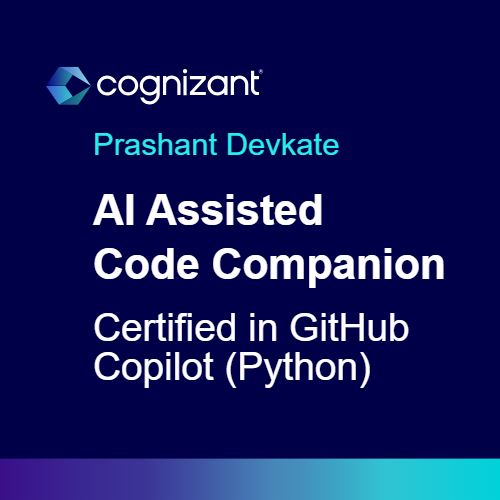 cognizant®
Prashant Devkate
AI Assisted
Code Companion
Certified in GitHub
Copilot (Python)